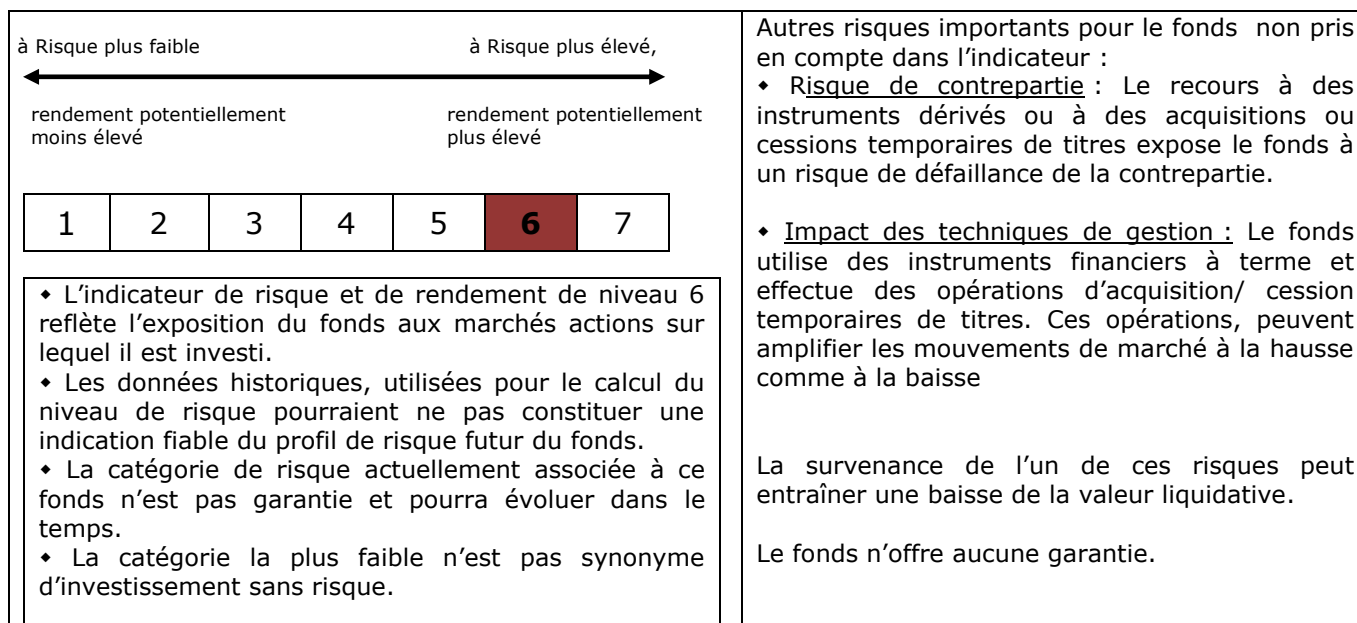 à Risque plus faible à Risque plus élevé,
rendement potentiellement
moins élevé
rendement potentiellement
plus élevé
1 2 3 4 5 6 7
◆ L’indicateur de risque et de rendement de niveau 6
reflète l’exposition du fonds aux marchés actions sur
lequel il est investi.
◆ Les données historiques, utilisées pour le calcul du
niveau de risque pourraient ne pas constituer une
indication fiable du profil de risque futur du fonds.
◆ La catégorie de risque actuellement associée à ce
fonds n’est pas garantie et pourra évoluer dans le
temps.
◆ La catégorie la plus faible n’est pas synonyme
d’investissement sans risque.
Autres risques importants pour le fonds non pris
en compte dans l’indicateur :
◆ Risque de contrepartie : Le recours à des
instruments dérivés ou à des acquisitions ou
cessions temporaires de titres expose le fonds à
un risque de défaillance de la contrepartie.
◆ Impact des techniques de gestion : Le fonds
utilise des instruments financiers à terme et
effectue des opérations d’acquisition/ cession
temporaires de titres. Ces opérations, peuvent
amplifier les mouvements de marché à la hausse
comme à la baisse
La survenance de l’un de ces risques peut
entraîner une baisse de la valeur liquidative.
Le fonds n’offre aucune garantie.